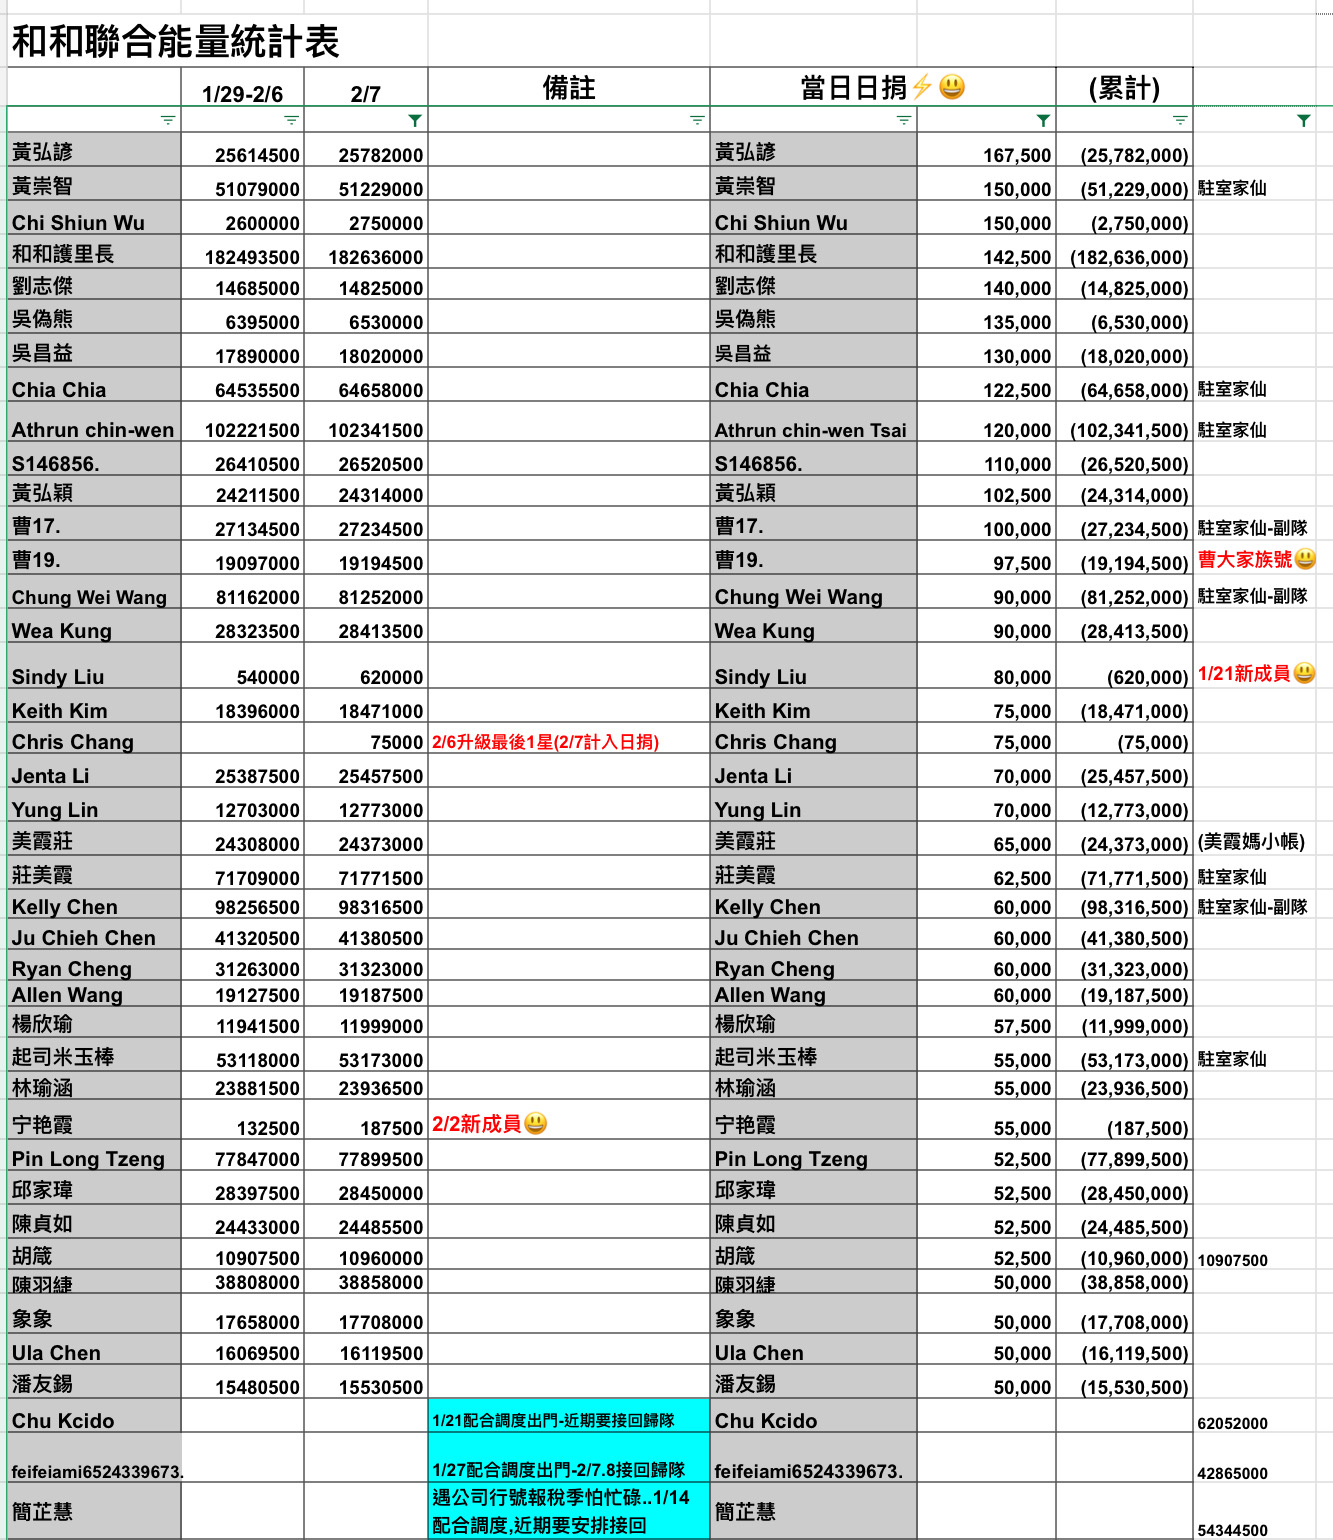 和和聯合能量統計表
1/29-2/6 2/7 備註 當日日捐⚡😃 (累計)
黃弘諺 25614500 25782000 黃弘諺 167,500 (25,782,000)
黃崇智 51079000 51229000 黃崇智 150,000 (51,229,000) 駐室家仙
Chi Shiun Wu 2600000 2750000 Chi Shiun Wu 150,000 (2,750,000)
和和護里長 182493500 182636000 和和護里長 142,500 (182,636,000)
劉志傑 14685000 14825000 劉志傑 140,000 (14,825,000)
吳偽熊 6395000 6530000 吳偽熊 135,000 (6,530,000)
吳昌益 17890000 18020000 吳昌益 130,000 (18,020,000)
Chia Chia 64535500 64658000 Chia Chia 122,500 (64,658,000) 駐室家仙
Athrun chin-wen 102221500 102341500 Athrun chin-wen Tsai 120,000 (102,341,500) 駐室家仙
S146856. 26410500 26520500 S146856. 110,000 (26,520,500)
黃弘穎 24211500 24314000 黃弘穎 102,500 (24,314,000)
曹17. 27134500 27234500 曹17. 100,000 (27,234,500) 駐室家仙-副隊
曹19. 19097000 19194500 曹19. 97,500 (19,194,500) 曹大家族號😃
Chung Wei Wang 81162000 81252000 Chung Wei Wang 90,000 (81,252,000) 駐室家仙-副隊
Wea Kung 28323500 28413500 Wea Kung 90,000 (28,413,500)
Sindy Liu 540000 620000 Sindy Liu 80,000 (620,000) 1/21新成員😃
Keith Kim 18396000 18471000 Keith Kim 75,000 (18,471,000)
Chris Chang 75000 2/6升級最後1星(2/7計入日捐) Chris Chang 75,000 (75,000)
Jenta Li 25387500 25457500 Jenta Li 70,000 (25,457,500)
Yung Lin 12703000 12773000 Yung Lin 70,000 (12,773,000)
美霞莊 24308000 24373000 美霞莊 65,000 (24,373,000) (美霞媽小帳)
莊美霞 71709000 71771500 莊美霞 62,500 (71,771,500) 駐室家仙
Kelly Chen 98256500 98316500 Kelly Chen 60,000 (98,316,500) 駐室家仙-副隊
Ju Chieh Chen 41320500 41380500 Ju Chieh Chen 60,000 (41,380,500)
Ryan Cheng 31263000 31323000 Ryan Cheng 60,000 (31,323,000)
Allen Wang 19127500 19187500 Allen Wang 60,000 (19,187,500)
楊欣瑜 11941500 11999000 楊欣瑜 57,500 (11,999,000)
起司米玉棒 53118000 53173000 起司米玉棒 55,000 (53,173,000) 駐室家仙
林瑜涵 23881500 23936500 林瑜涵 55,000 (23,936,500)
宁艳霞 132500 187500 2/2新成員😃 宁艳霞 55,000 (187,500)
Pin Long Tzeng 77847000 77899500 Pin Long Tzeng 52,500 (77,899,500)
邱家瑋 28397500 28450000 邱家瑋 52,500 (28,450,000)
陳貞如 24433000 24485500 陳貞如 52,500 (24,485,500)
胡箴 10907500 10960000 胡箴 52,500 (10,960,000) 10907500
陳羽緁 38808000 38858000 陳羽緁 50,000 (38,858,000)
象象 17658000 17708000 象象 50,000 (17,708,000)
Ula Chen 16069500 16119500 Ula Chen 50,000 (16,119,500)
潘友錫 15480500 15530500 潘友錫 50,000 (15,530,500)
Chu Kcido 1/21配合調度出門-近期要接回歸隊 Chu Kcido 62052000
feifeiami6524339673. 1/27配合調度出門-2/7.8接回歸隊 feifeiami6524339673. 42865000
簡芷慧 遇公司行號報稅季怕忙碌..1/14 簡芷慧
配合調度,近期要安排接回 54344500